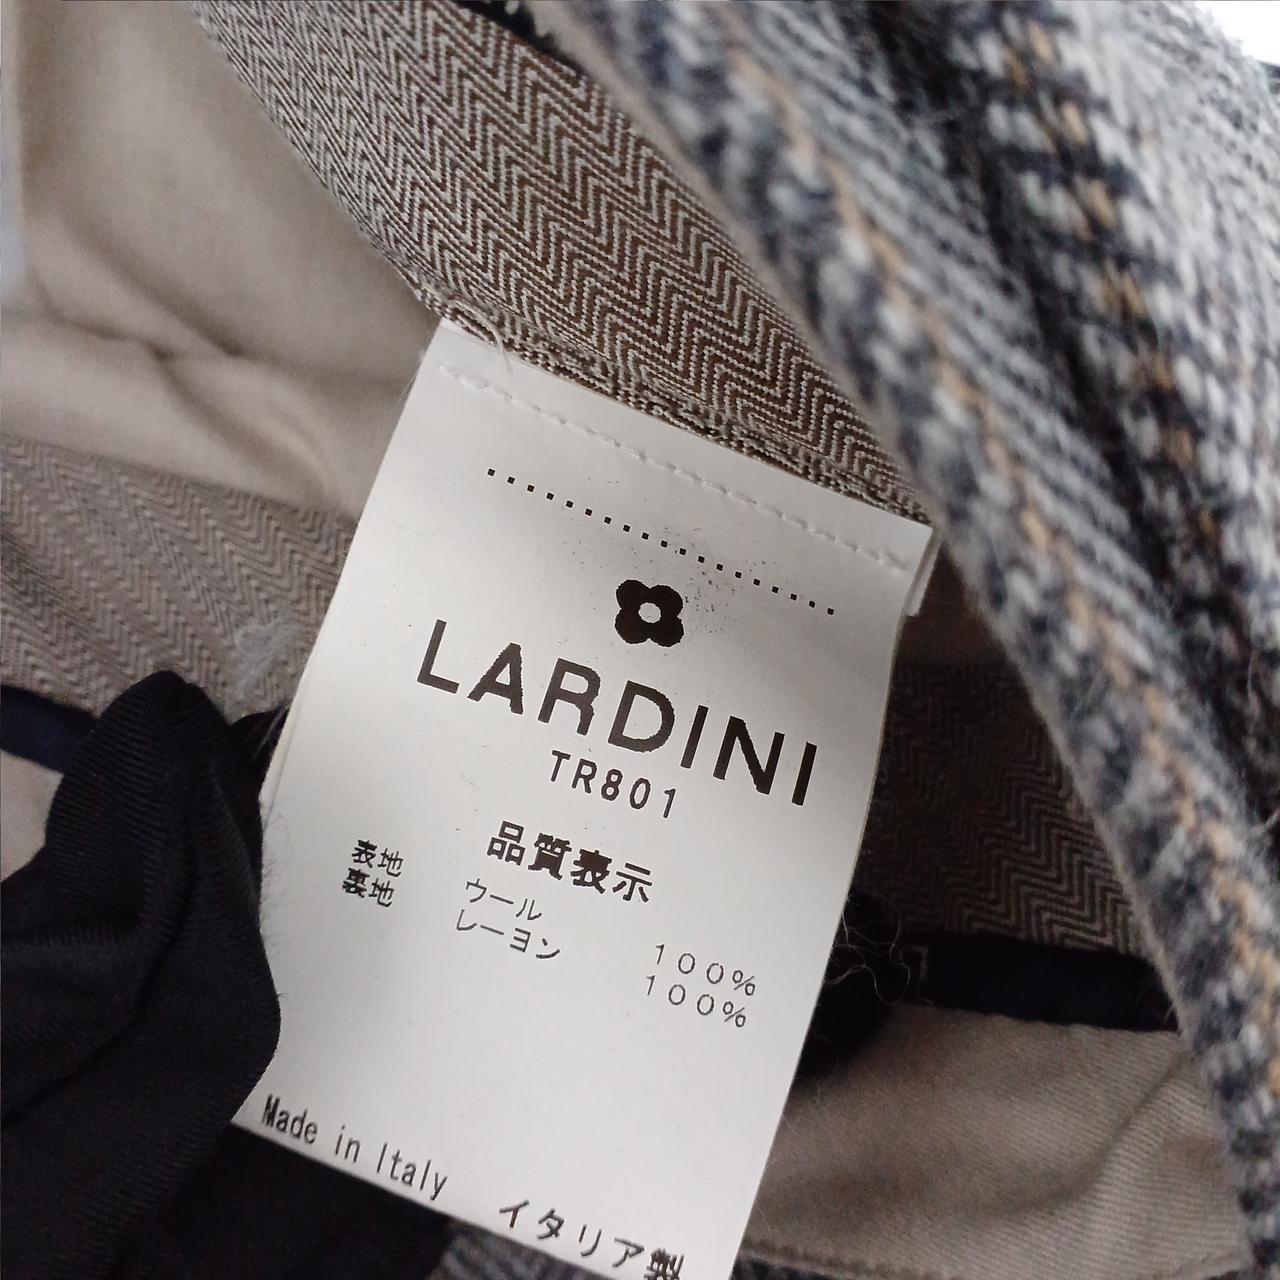 LARDINI
TR801
品質表示
表地 ウール 100%
裏地 レーヨン 100%
Made in Italy イタリア製